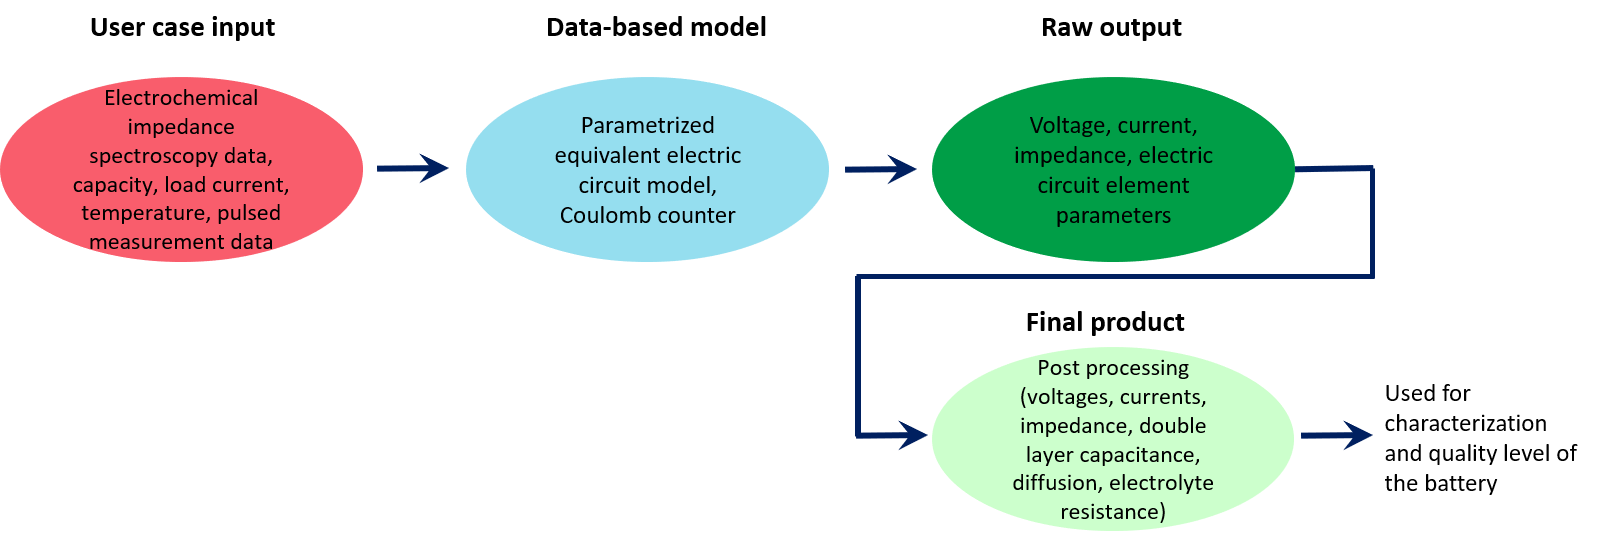 User case input
Electrochemical
impedance
spectroscopy data,
capacity, load current,
temperature, pulsed
measurement data
Data-based model
Parametrized
equivalent electric
circuit model,
Coulomb counter
Raw output
Voltage, current,
impedance, electric
circuit element
parameters
Final product
Post processing
(voltages, currents,
impedance, double
layer capacitance,
diffusion, electrolyte
resistance)
Used for
characterization
and quality level of
the battery